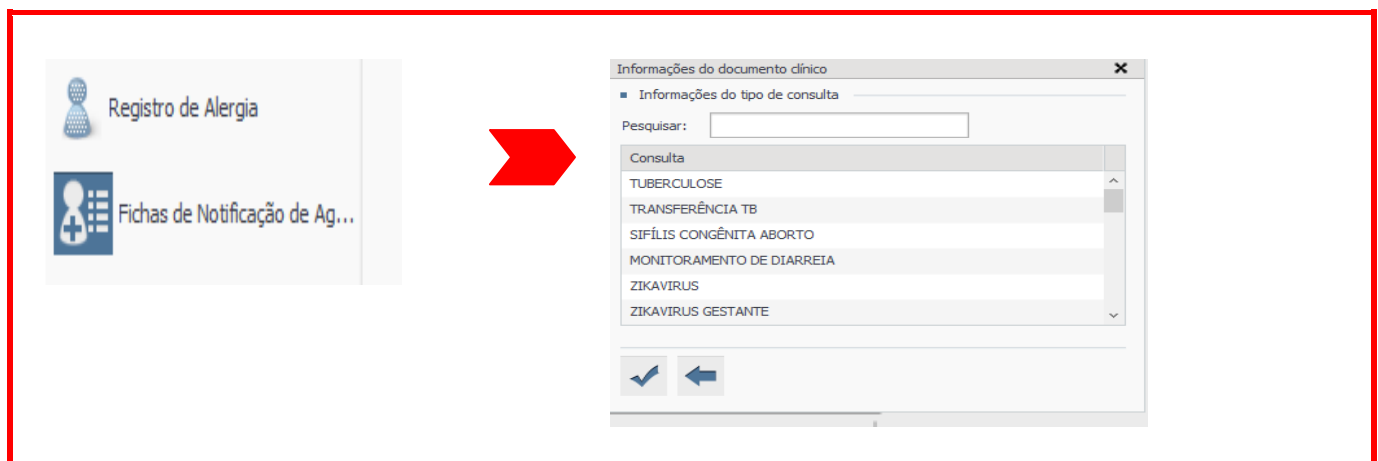 Registro de Alergia
Fichas de Notificação de Ag...
Informações do documento clínico
Informações do tipo de consulta
Pesquisar:
Consulta
TUBERCULOSE
TRANSFERÊNCIA TB
SIFÍLIS CONGÊNITA ABORTO
MONITORAMENTO DE DIARREIA
ZIKAVIRUS
ZIKAVIRUS GESTANTE